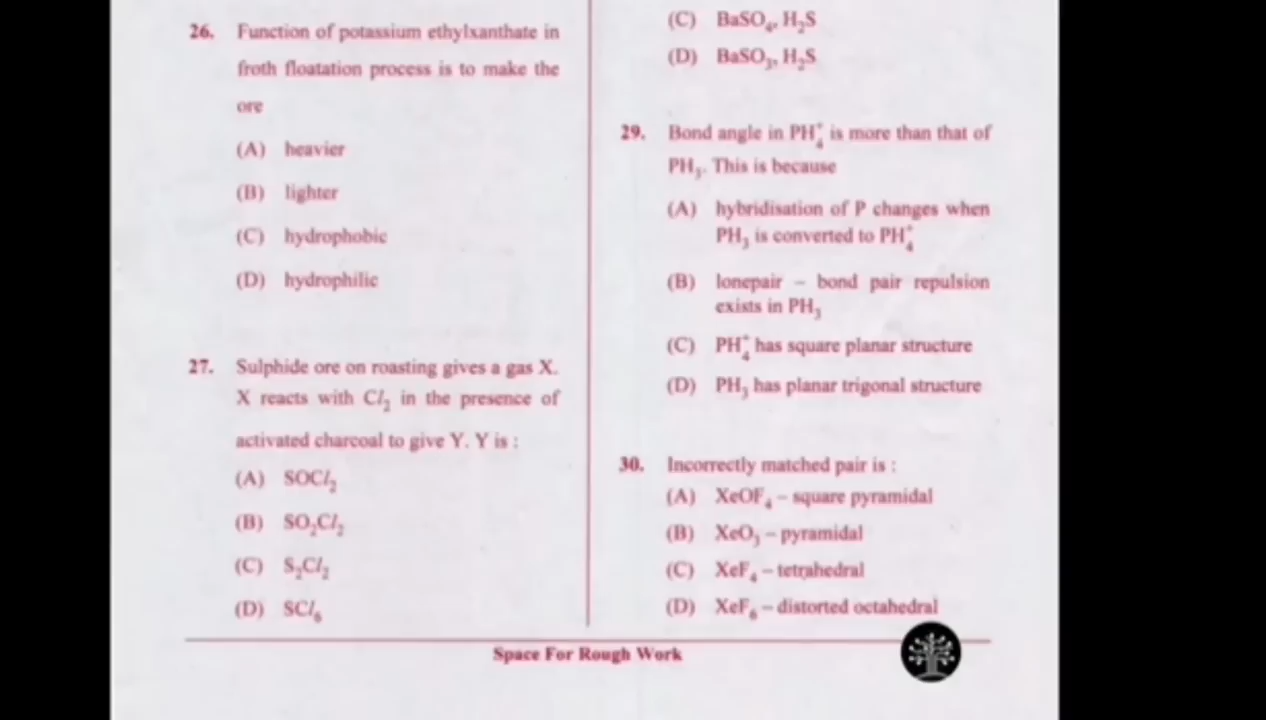 26. Function of potassium ethylxanthate in
froth floatation process is to make the
ore
(A) heavier
(B) lighter
(C) hydrophobic
(D) hydrophilic
27. Sulphide ore on roasting gives a gas X.
X reacts with Cl₂ in the presence of
activated charcoal to give Y. Y is :
(A) SOCl₂
(B) SO₂Cl₂
(C) S₂Cl₂
(D) SCl₆
(C) BaSO₄, H₂S
(D) BaSO₃, H₂S
29. Bond angle in PH₄⁺ is more than that of
PH₃. This is because
(A) hybridisation of P changes when
PH₃ is converted to PH₄⁺
(B) lonepair – bond pair repulsion
exists in PH₃
(C) PH₄⁺ has square planar structure
(D) PH₃ has planar trigonal structure
30. Incorrectly matched pair is :
(A) XeOF₄ – square pyramidal
(B) XeO₃ – pyramidal
(C) XeF₄ – tetrahedral
(D) XeF₆ – distorted octahedral
Space For Rough Work